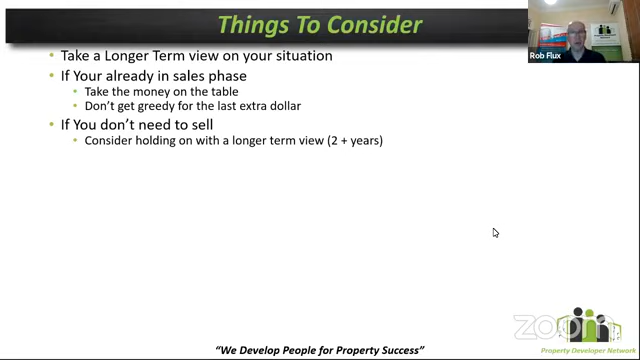 Things To Consider
Rob Flux
Take a Longer Term view on your situation
If Your already in sales phase
Take the money on the table
Don't get greedy for the last extra dollar
If You don't need to sell
Consider holding on with a longer term view (2 + years)
zoom
Property Developer Network
"We Develop People for Property Success"